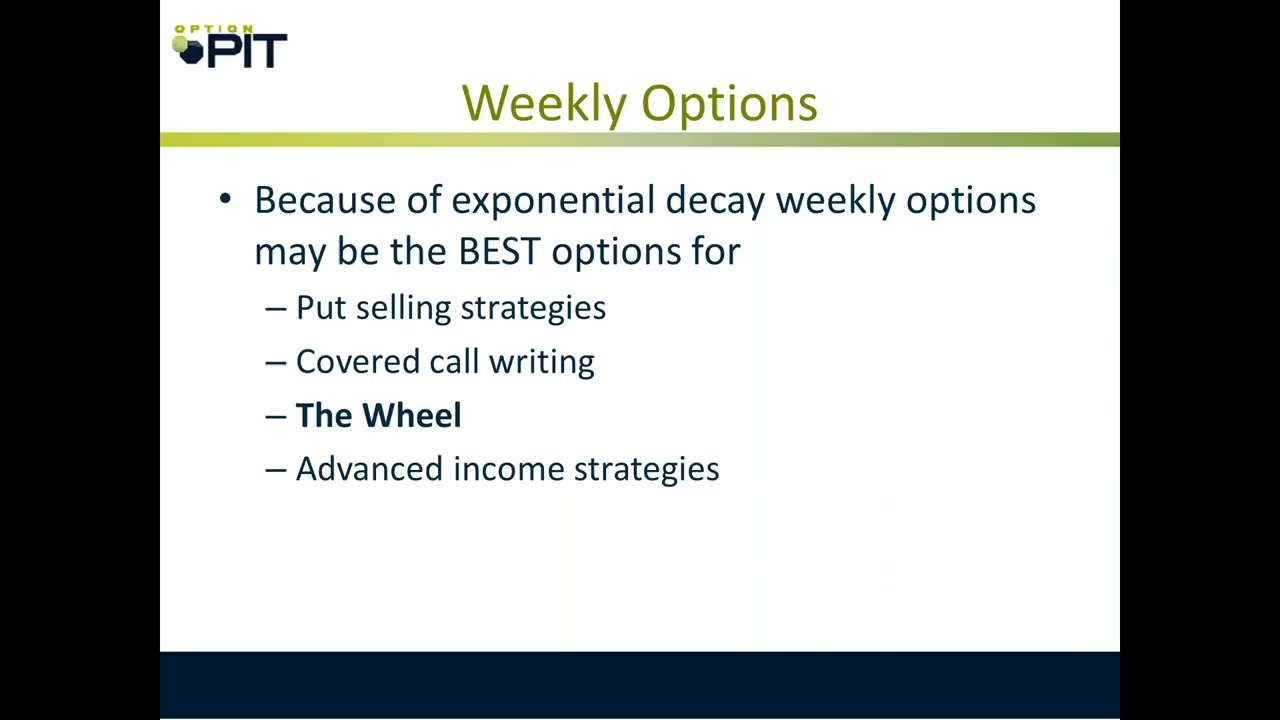 OPTION
PIT
Weekly Options
• Because of exponential decay weekly options
may be the BEST options for
– Put selling strategies
– Covered call writing
– The Wheel
– Advanced income strategies